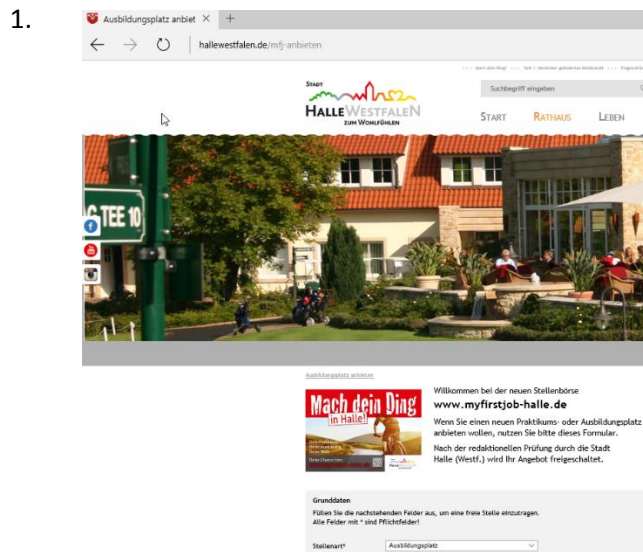 1.
Ausbildungsplatz anbiet
hallewestfalen.de/mfj-anbieten
STADT
HALLEWESTFALEN
ZUM WOHLFÜHLEN
Suchbegriff eingeben
START RATHAUS LEBEN
TEE 10
Ausbildungsplatz anbieten
Mach dein Ding
in Halle!
Willkommen bei der neuen Stellenbörse
www.myfirstjob-halle.de
Wenn Sie einen neuen Praktikums- oder Ausbildungsplatz
anbieten wollen, nutzen Sie bitte dieses Formular.
Nach der redaktionellen Prüfung durch die Stadt
Halle (Westf.) wird Ihr Angebot freigeschaltet.
Grunddaten
Füllen Sie die nachstehenden Felder aus, um eine freie Stelle einzutragen.
Alle Felder mit * sind Pflichtfelder!
Stellenart* Ausbildungsplatz